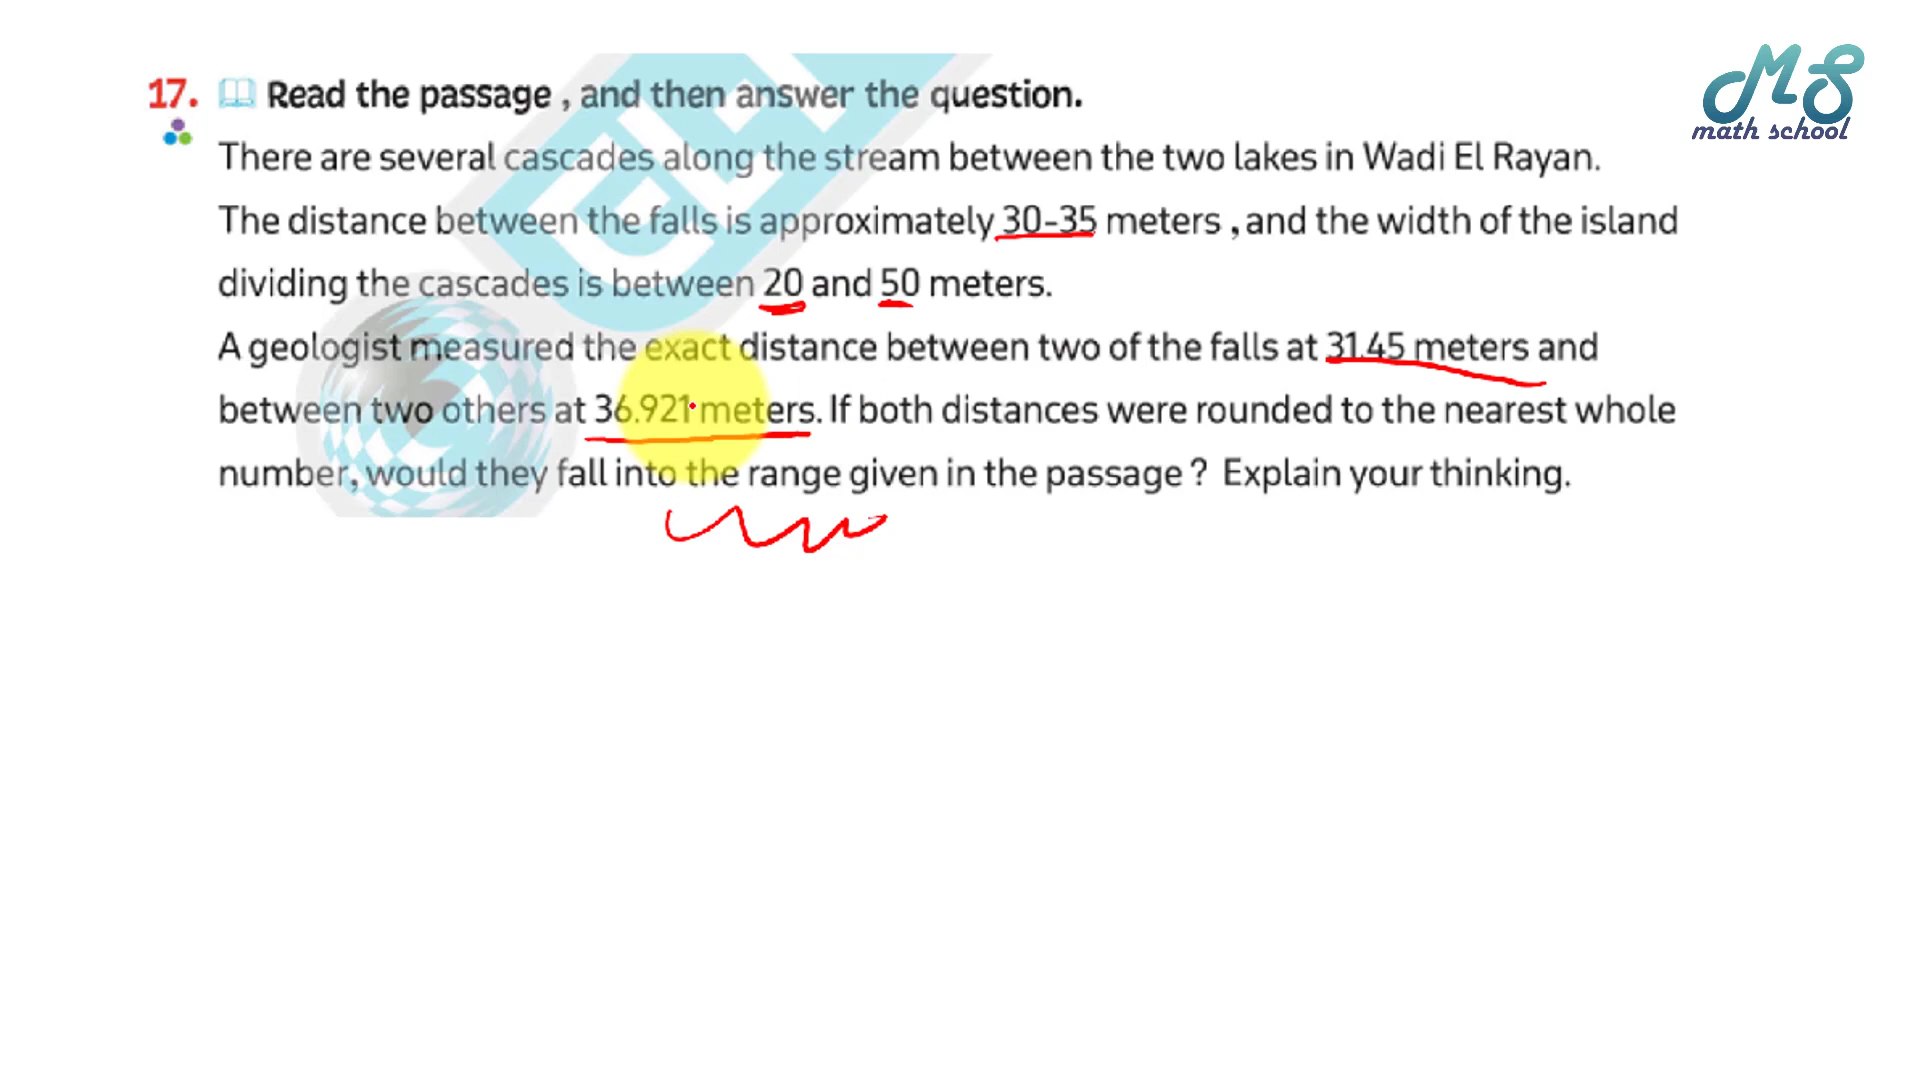 MS
math school
17. Read the passage , and then answer the question.
There are several cascades along the stream between the two lakes in Wadi El Rayan.
The distance between the falls is approximately 30-35 meters , and the width of the island
dividing the cascades is between 20 and 50 meters.
A geologist measured the exact distance between two of the falls at 31.45 meters and
between two others at 36.921 meters. If both distances were rounded to the nearest whole
number, would they fall into the range given in the passage ? Explain your thinking.